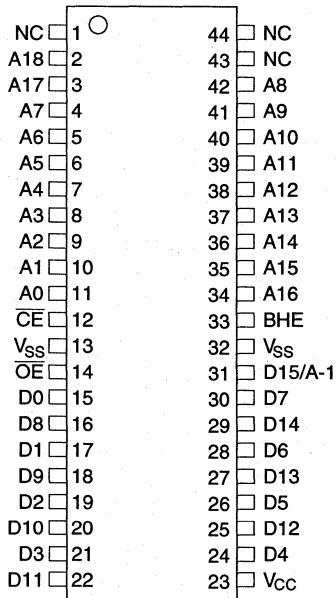 NC 1 44 NC
A18 2 43 NC
A17 3 42 A8
A7 4 41 A9
A6 5 40 A10
A5 6 39 A11
A4 7 38 A12
A3 8 37 A13
A2 9 36 A14
A1 10 35 A15
A0 11 34 A16
C̅E̅ 12 33 BHE
VSS 13 32 VSS
O̅E̅ 14 31 D15/A-1
D0 15 30 D7
D8 16 29 D14
D1 17 28 D6
D9 18 27 D13
D2 19 26 D5
D10 20 25 D12
D3 21 24 D4
D11 22 23 VCC